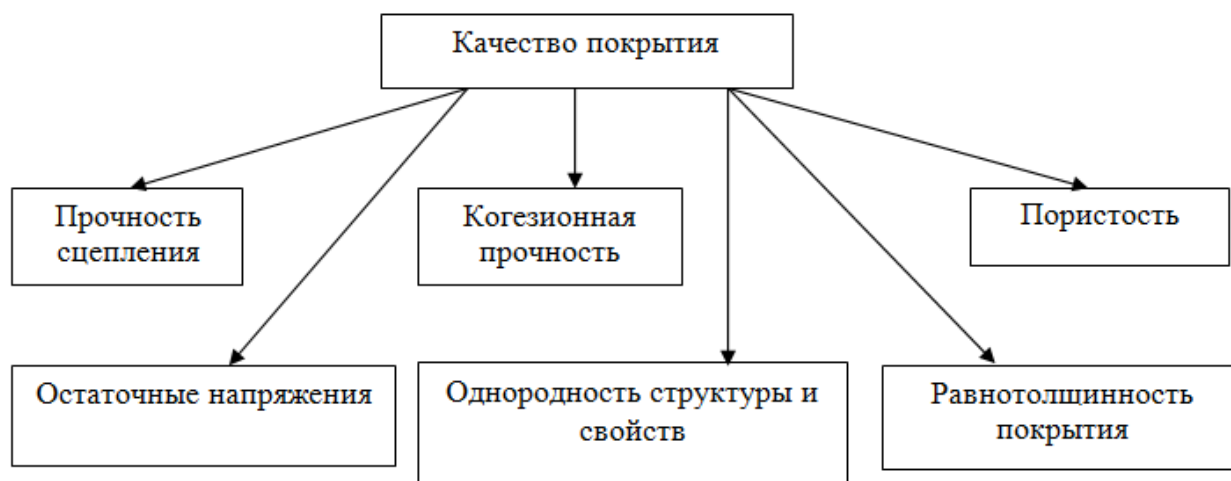 Качество покрытия
Прочность
сцепления
Когезионная
прочность
Пористость
Остаточные напряжения
Однородность структуры и
свойств
Равнотолщинность
покрытия